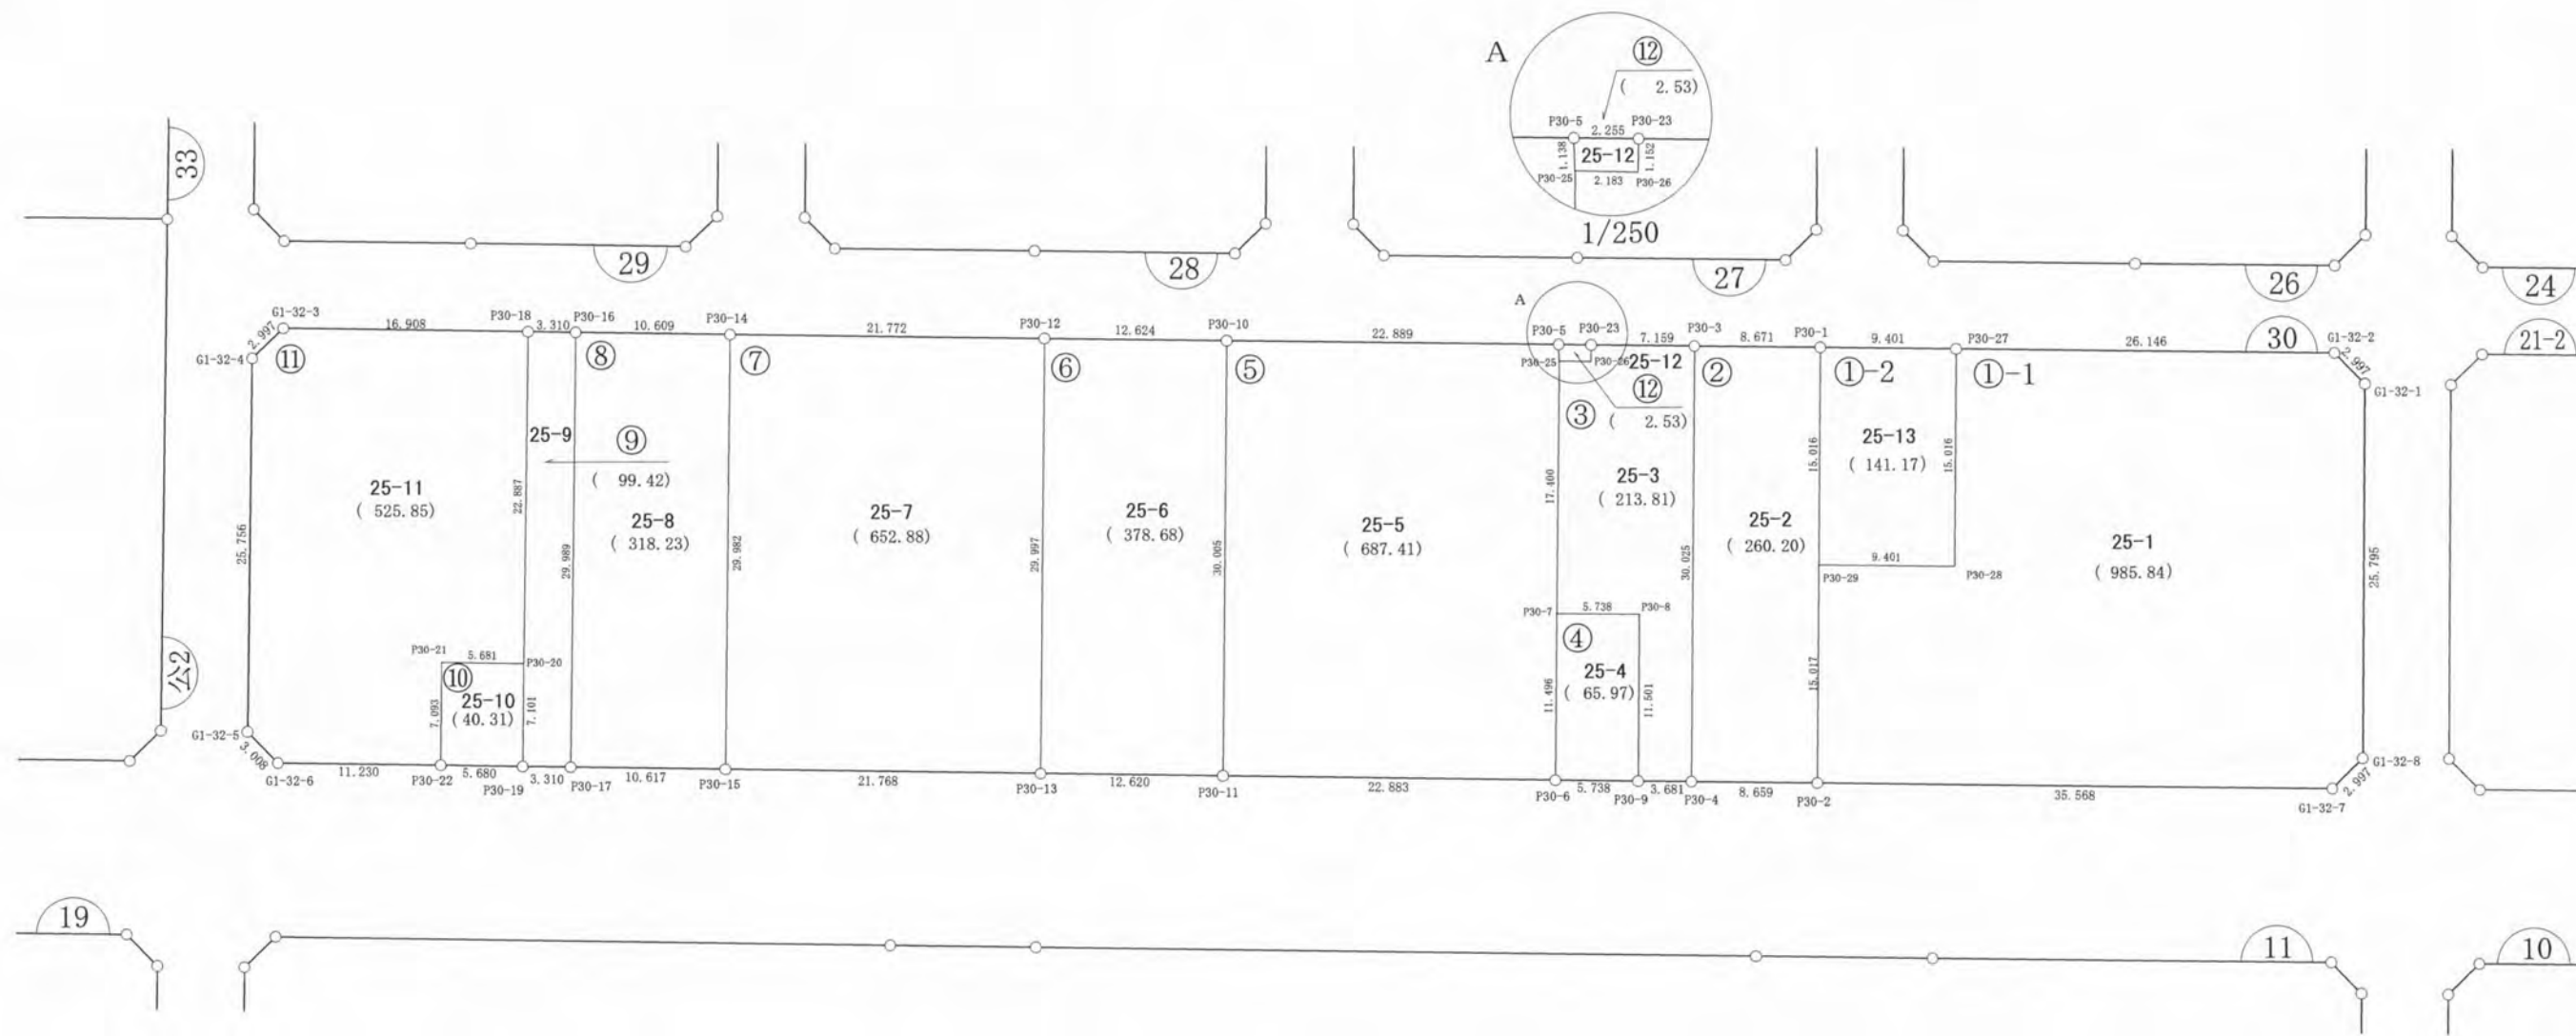 A
⑫
( 2.53)
P30-5 P30-23
2.255
1.138
25-12
1.152
P30-25 2.183 P30-26
1/250
33
29
28
27
26
24
G1-32-3
2.997
G1-32-4
⑪
16.908
P30-18
3.310
P30-16
⑧
10.609
P30-14
⑦
21.772
P30-12
⑥
12.624
P30-10
⑤
22.889
A
P30-5 P30-23
P30-25
P30-26
7.159
25-12
⑫
( 2.53)
③
P30-3
②
8.671
P30-1
①-2
9.401
P30-27
①-1
26.146
30
G1-32-2
2.997
G1-32-1
21-2
25-9
⑨
( 99.42)
25-11
( 525.85)
22.887
25.756
25-8
( 318.23)
29.989
29.982
25-7
( 652.88)
29.997
25-6
( 378.68)
30.005
25-5
( 687.41)
17.400
25-3
( 213.81)
30.025
25-2
( 260.20)
15.016
25-13
( 141.17)
15.016
9.401
P30-29
P30-28
25-1
( 985.84)
25.795
公2
P30-21
5.681
P30-20
⑩
25-10
( 40.31)
7.093
7.101
P30-7
5.738
P30-8
④
25-4
( 65.97)
11.496
11.501
15.017
G1-32-5
3.008
G1-32-6
11.230
P30-22
5.680
P30-19
3.310
P30-17
10.617
P30-15
21.768
P30-13
12.620
P30-11
22.883
P30-6
5.738
P30-9
3.681
P30-4
8.659
P30-2
35.568
G1-32-7
2.997
G1-32-8
19
11
10